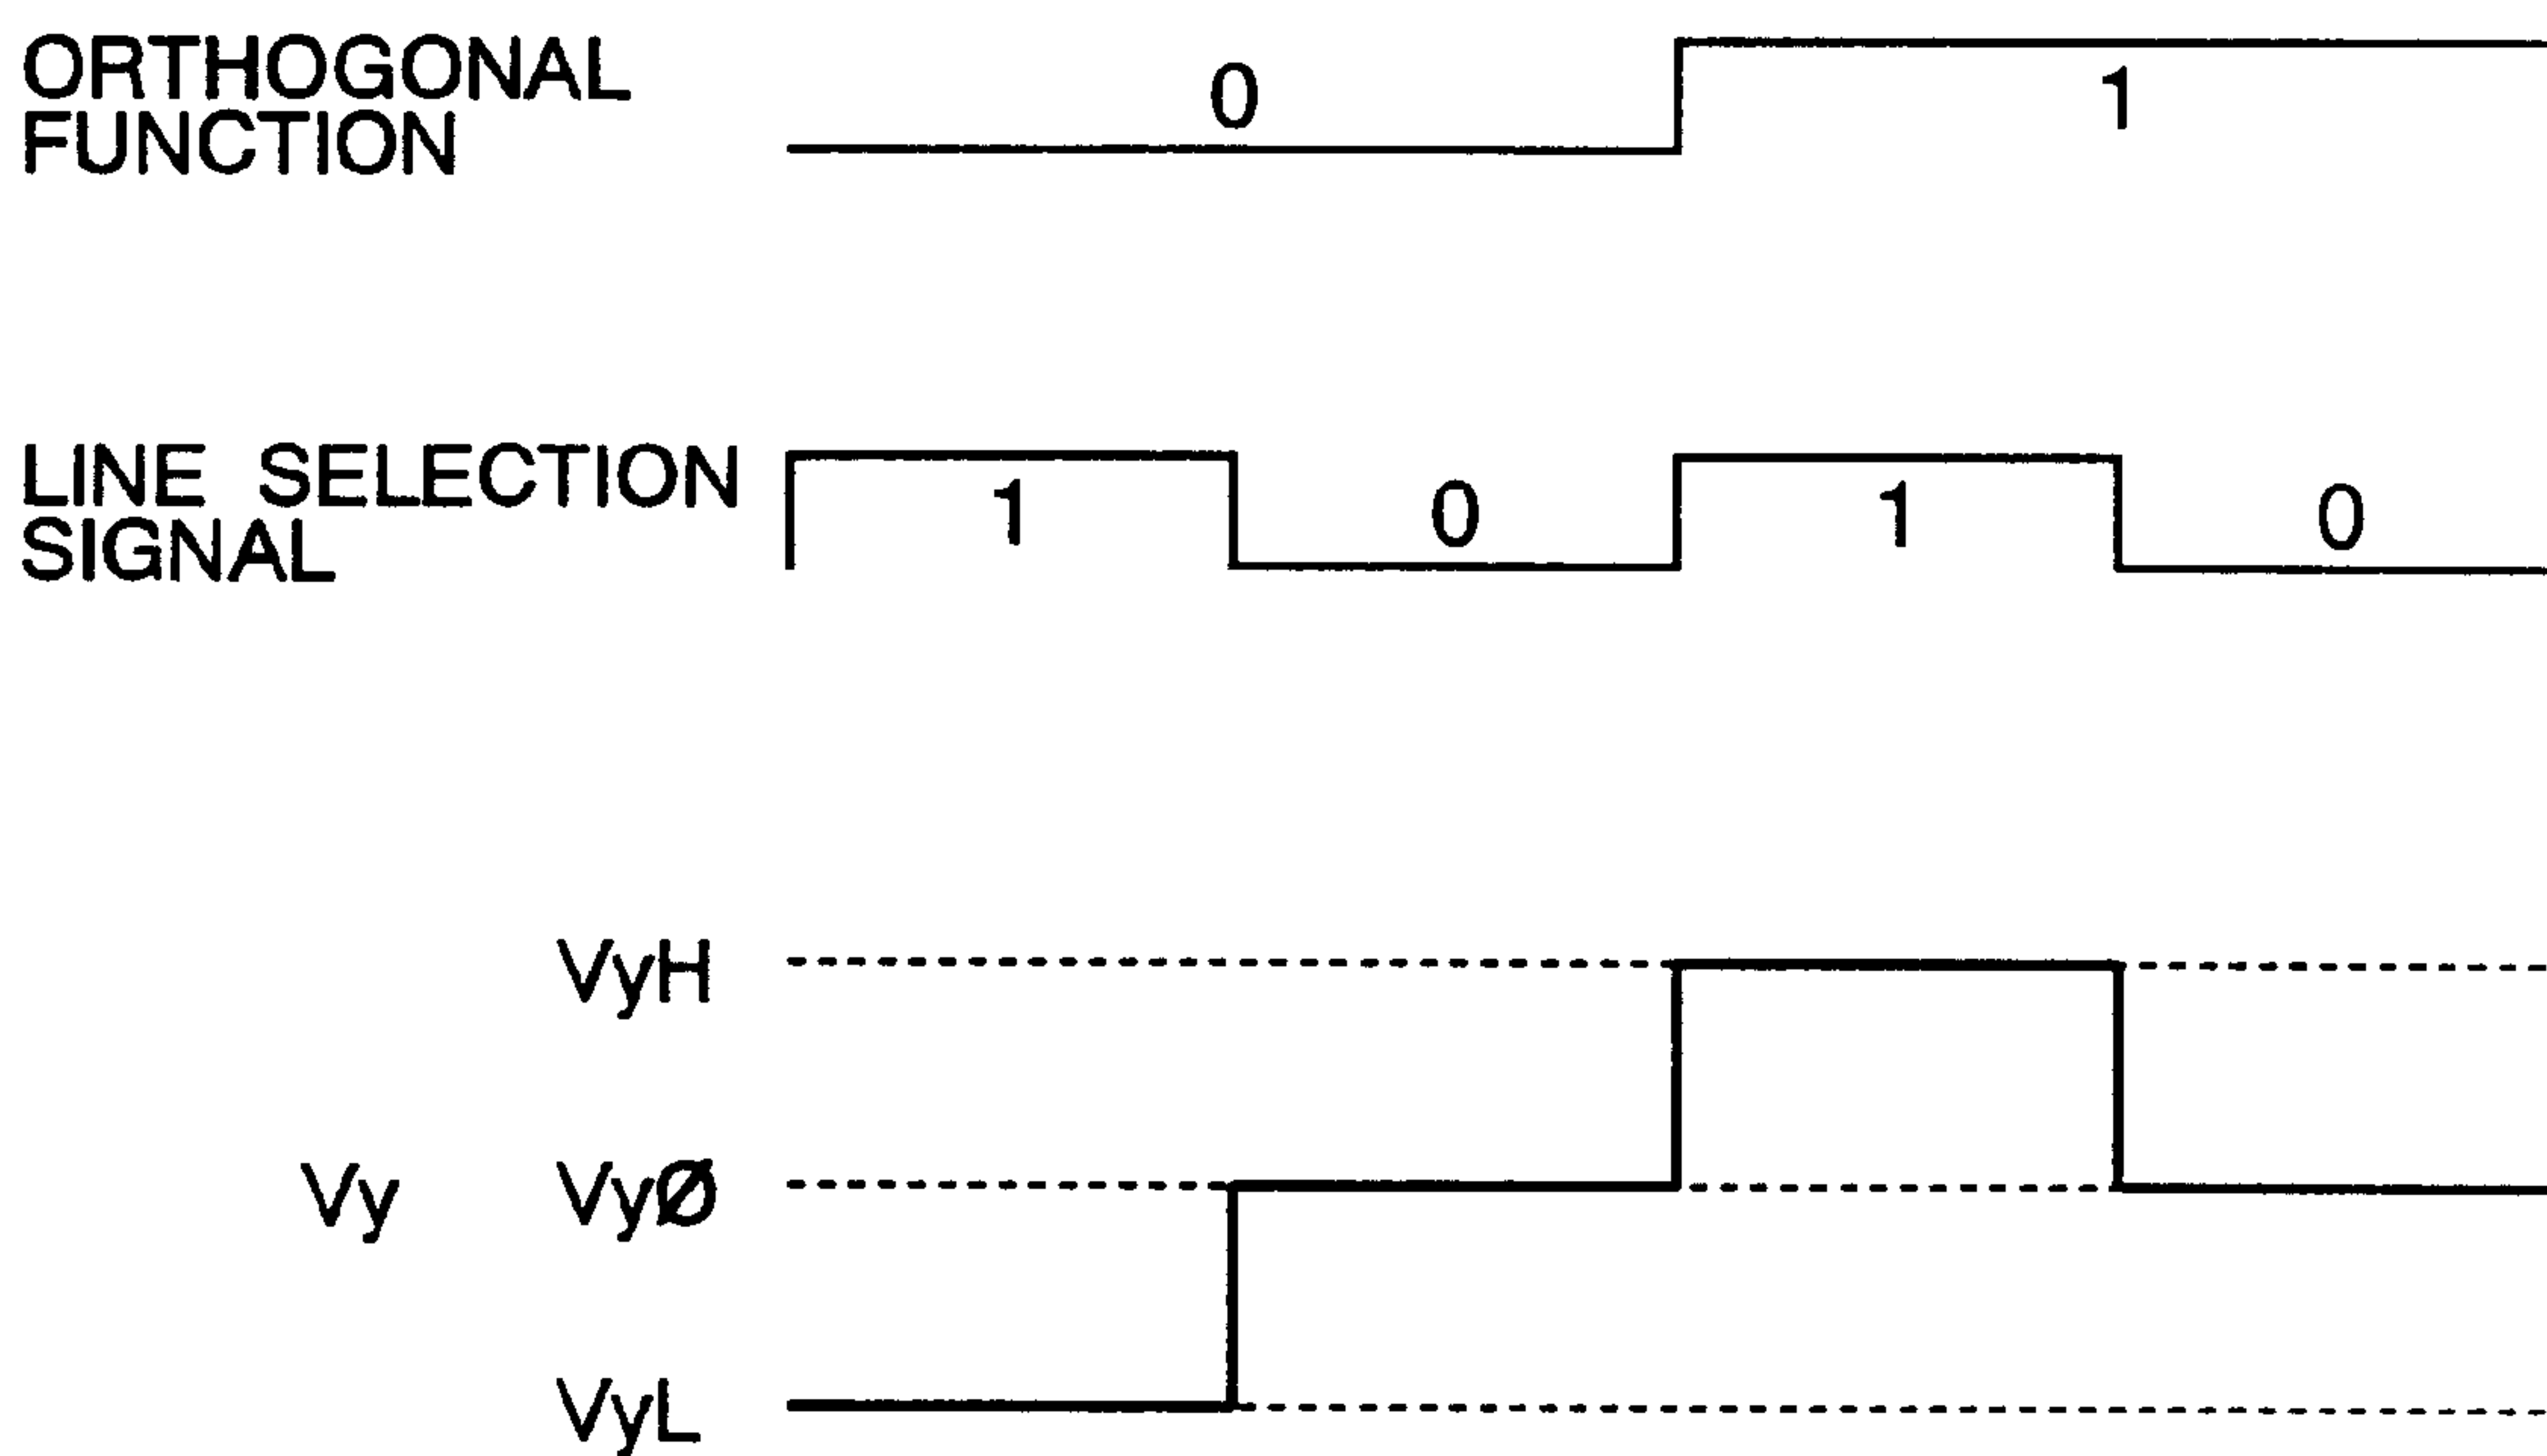 ORTHOGONAL
FUNCTION
0 1
LINE SELECTION
SIGNAL
1 0 1 0
VyH
Vy VyØ
VyL